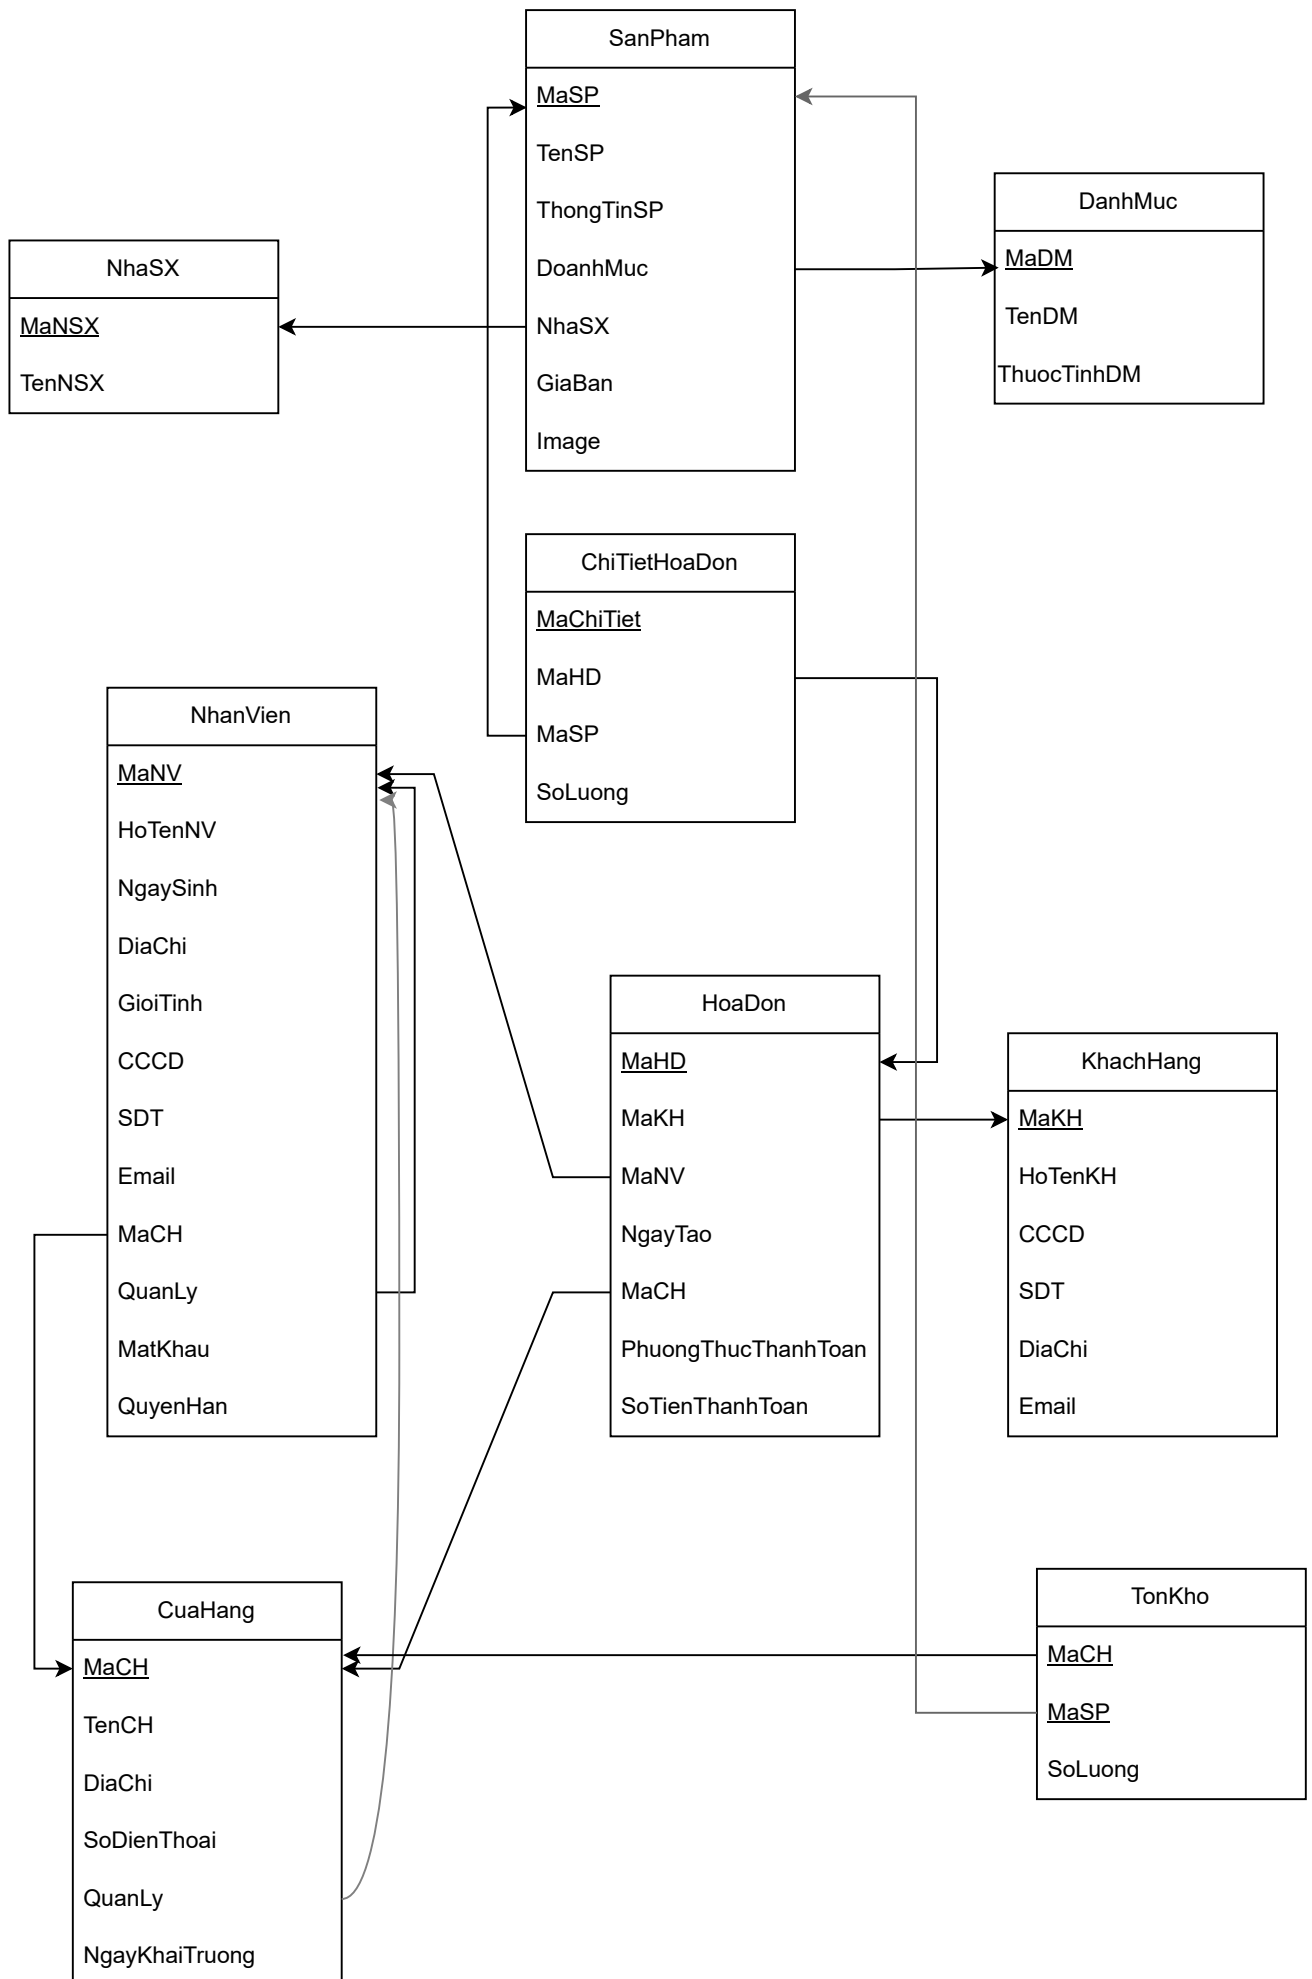 SanPham
MaSP
TenSP
ThongTinSP
DoanhMuc
NhaSX
GiaBan
Image
DanhMuc
MaDM
TenDM
ThuocTinhDM
NhaSX
MaNSX
TenNSX
ChiTietHoaDon
MaChiTiet
MaHD
MaSP
SoLuong
NhanVien
MaNV
HoTenNV
NgaySinh
DiaChi
GioiTinh
CCCD
SDT
Email
MaCH
QuanLy
MatKhau
QuyenHan
HoaDon
MaHD
MaKH
MaNV
NgayTao
MaCH
PhuongThucThanhToan
SoTienThanhToan
KhachHang
MaKH
HoTenKH
CCCD
SDT
DiaChi
Email
CuaHang
MaCH
TenCH
DiaChi
SoDienThoai
QuanLy
NgayKhaiTruong
TonKho
MaCH
MaSP
SoLuong